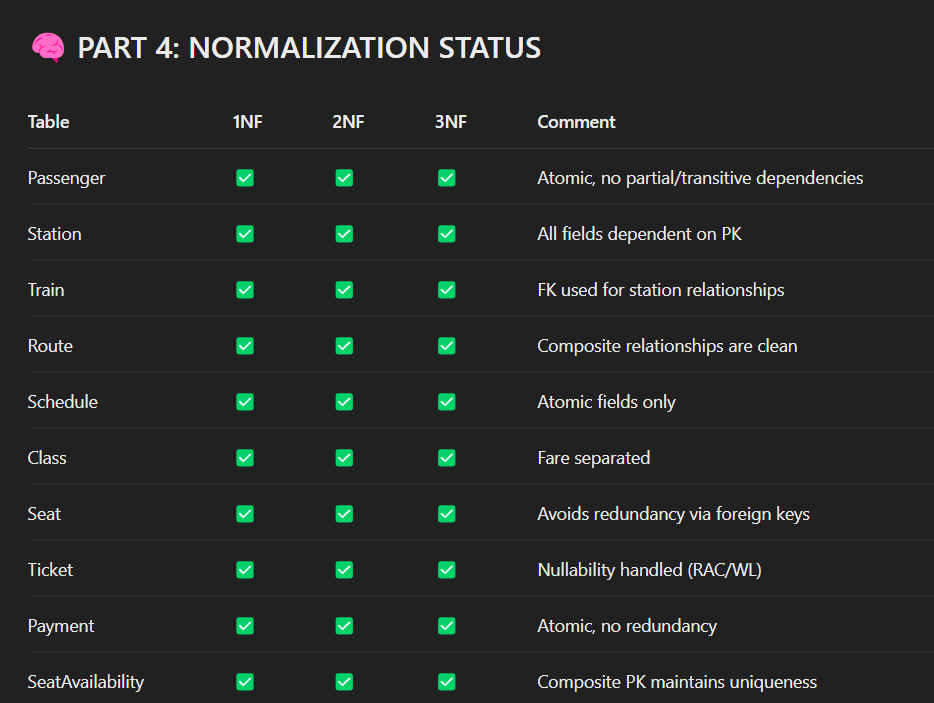 🧠 PART 4: NORMALIZATION STATUS
Table 1NF 2NF 3NF Comment
Passenger ✅ ✅ ✅ Atomic, no partial/transitive dependencies
Station ✅ ✅ ✅ All fields dependent on PK
Train ✅ ✅ ✅ FK used for station relationships
Route ✅ ✅ ✅ Composite relationships are clean
Schedule ✅ ✅ ✅ Atomic fields only
Class ✅ ✅ ✅ Fare separated
Seat ✅ ✅ ✅ Avoids redundancy via foreign keys
Ticket ✅ ✅ ✅ Nullability handled (RAC/WL)
Payment ✅ ✅ ✅ Atomic, no redundancy
SeatAvailability ✅ ✅ ✅ Composite PK maintains uniqueness